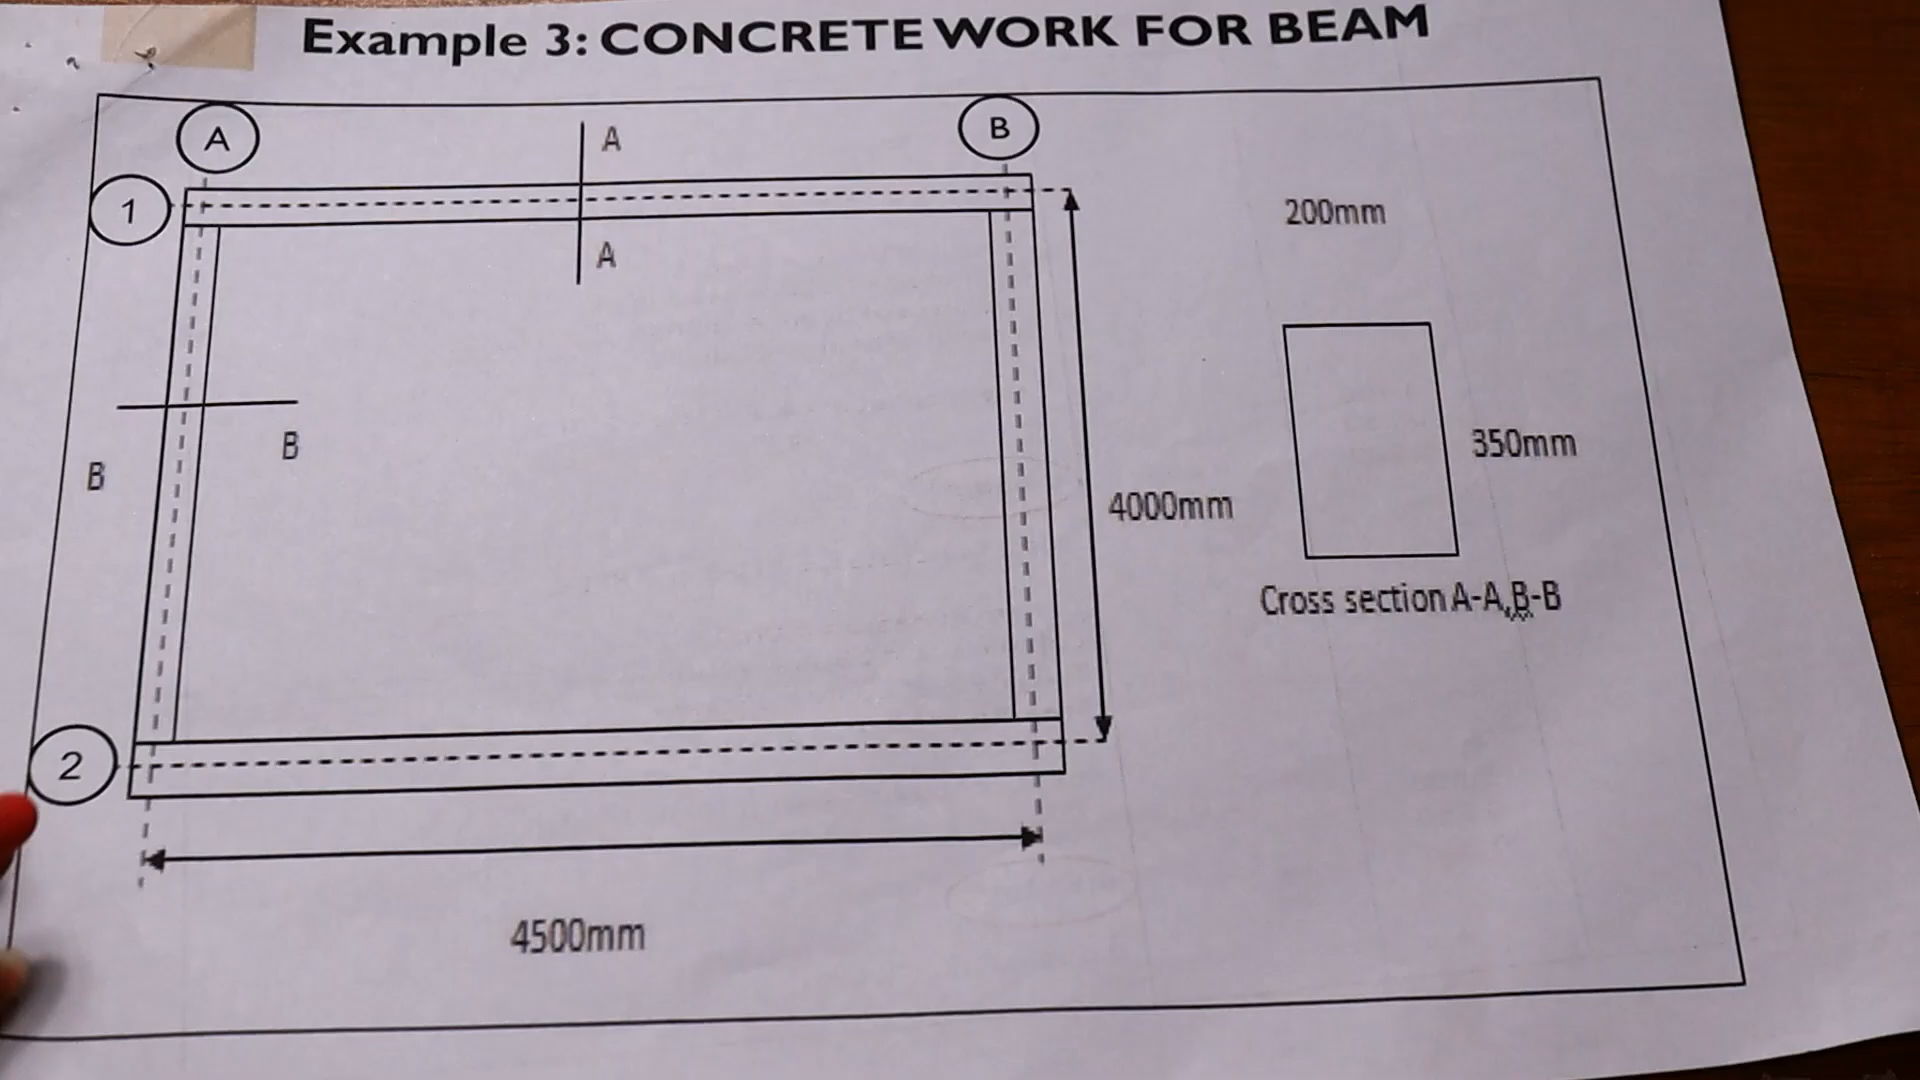 Example 3: CONCRETE WORK FOR BEAM
A
A
B
1
200mm
A
350mm
B
B
4000mm
Cross section A-A,B-B
2
4500mm